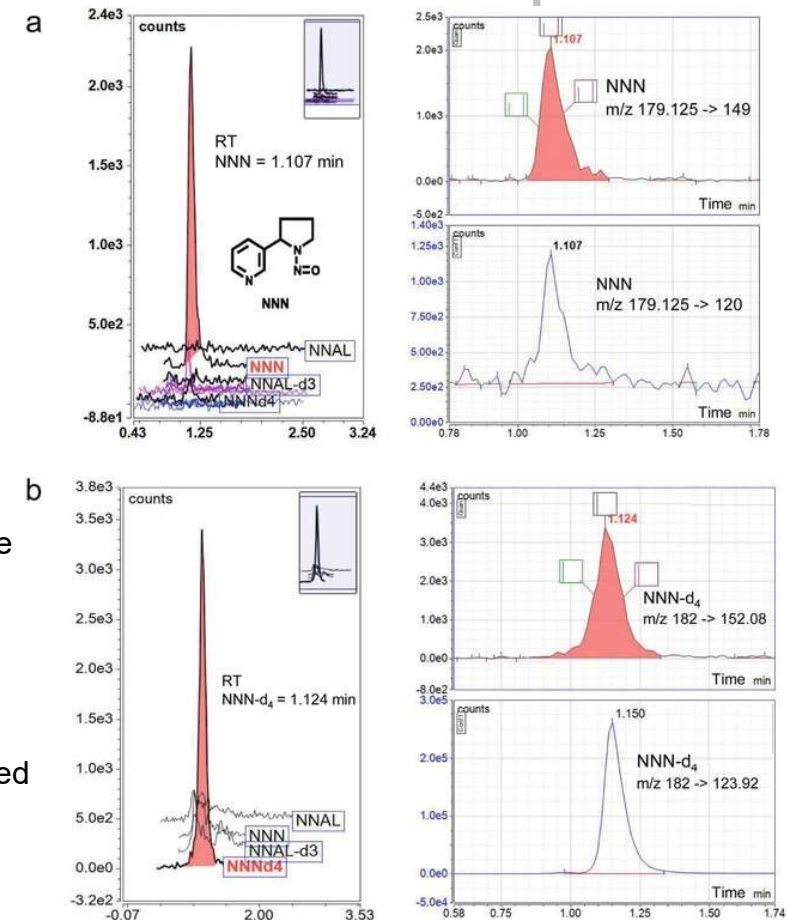 a
2.4e3
counts
2.0e3
1.5e3
1.0e3
5.0e2
-8.8e1
0.43
1.25
2.50
3.24
RT
NNN = 1.107 min
N
N
N=O
NNN
NNAL
NNN
NNAL-d3
NNNd4
2.5e3
counts
2.0e3
1.0e3
0.0e0
-5.0e2
1.107
NNN
m/z 179.125 -> 149
Time min
1.40e3
counts
1.25e3
1.00e3
7.50e2
5.00e2
2.50e2
0.00e0
1.107
NNN
m/z 179.125 -> 120
Time min
0.78
1.00
1.25
1.50
1.78
b
3.8e3
counts
3.5e3
3.0e3
2.5e3
2.0e3
1.5e3
1.0e3
5.0e2
0.0e0
-3.2e2
-0.07
2.00
3.53
RT
NNN-d4 = 1.124 min
NNAL
NNN
NNAL-d3
NNNd4
4.4e3
counts
4.0e3
3.0e3
2.0e3
1.0e3
0.0e0
-8.0e2
1.124
NNN-d4
m/z 182 -> 152.08
Time min
3.0e5
counts
2.0e5
1.0e5
0.0e0
-5.0e4
1.150
NNN-d4
m/z 182 -> 123.92
Time min
0.58
0.75
1.00
1.25
1.50
1.74
e
ed